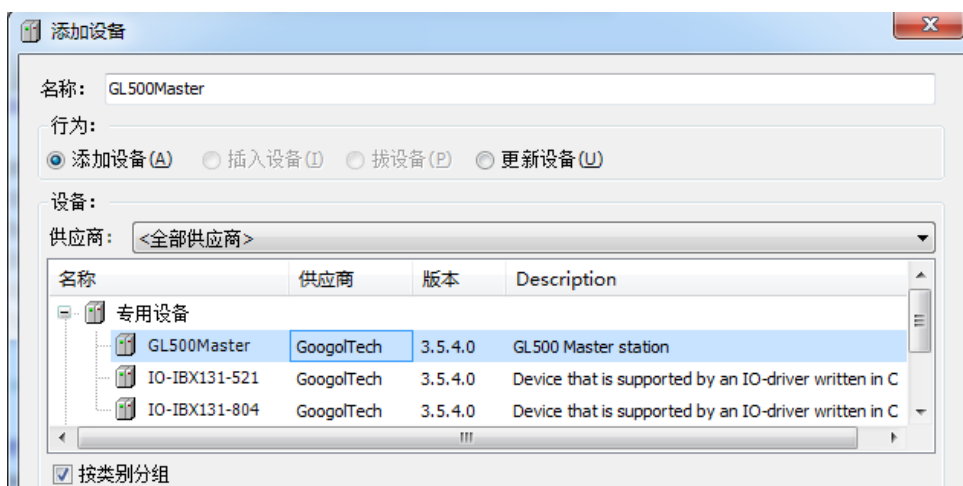 添加设备
名称： GL500Master
行为：
添加设备(A) 插入设备(I) 拔设备(P) 更新设备(U)
设备：
供应商： <全部供应商>
名称 供应商 版本 Description
专用设备
GL500Master GoogolTech 3.5.4.0 GL500 Master station
IO-IBX131-521 GoogolTech 3.5.4.0 Device that is supported by an IO-driver written in C
IO-IBX131-804 GoogolTech 3.5.4.0 Device that is supported by an IO-driver written in C
按类别分组